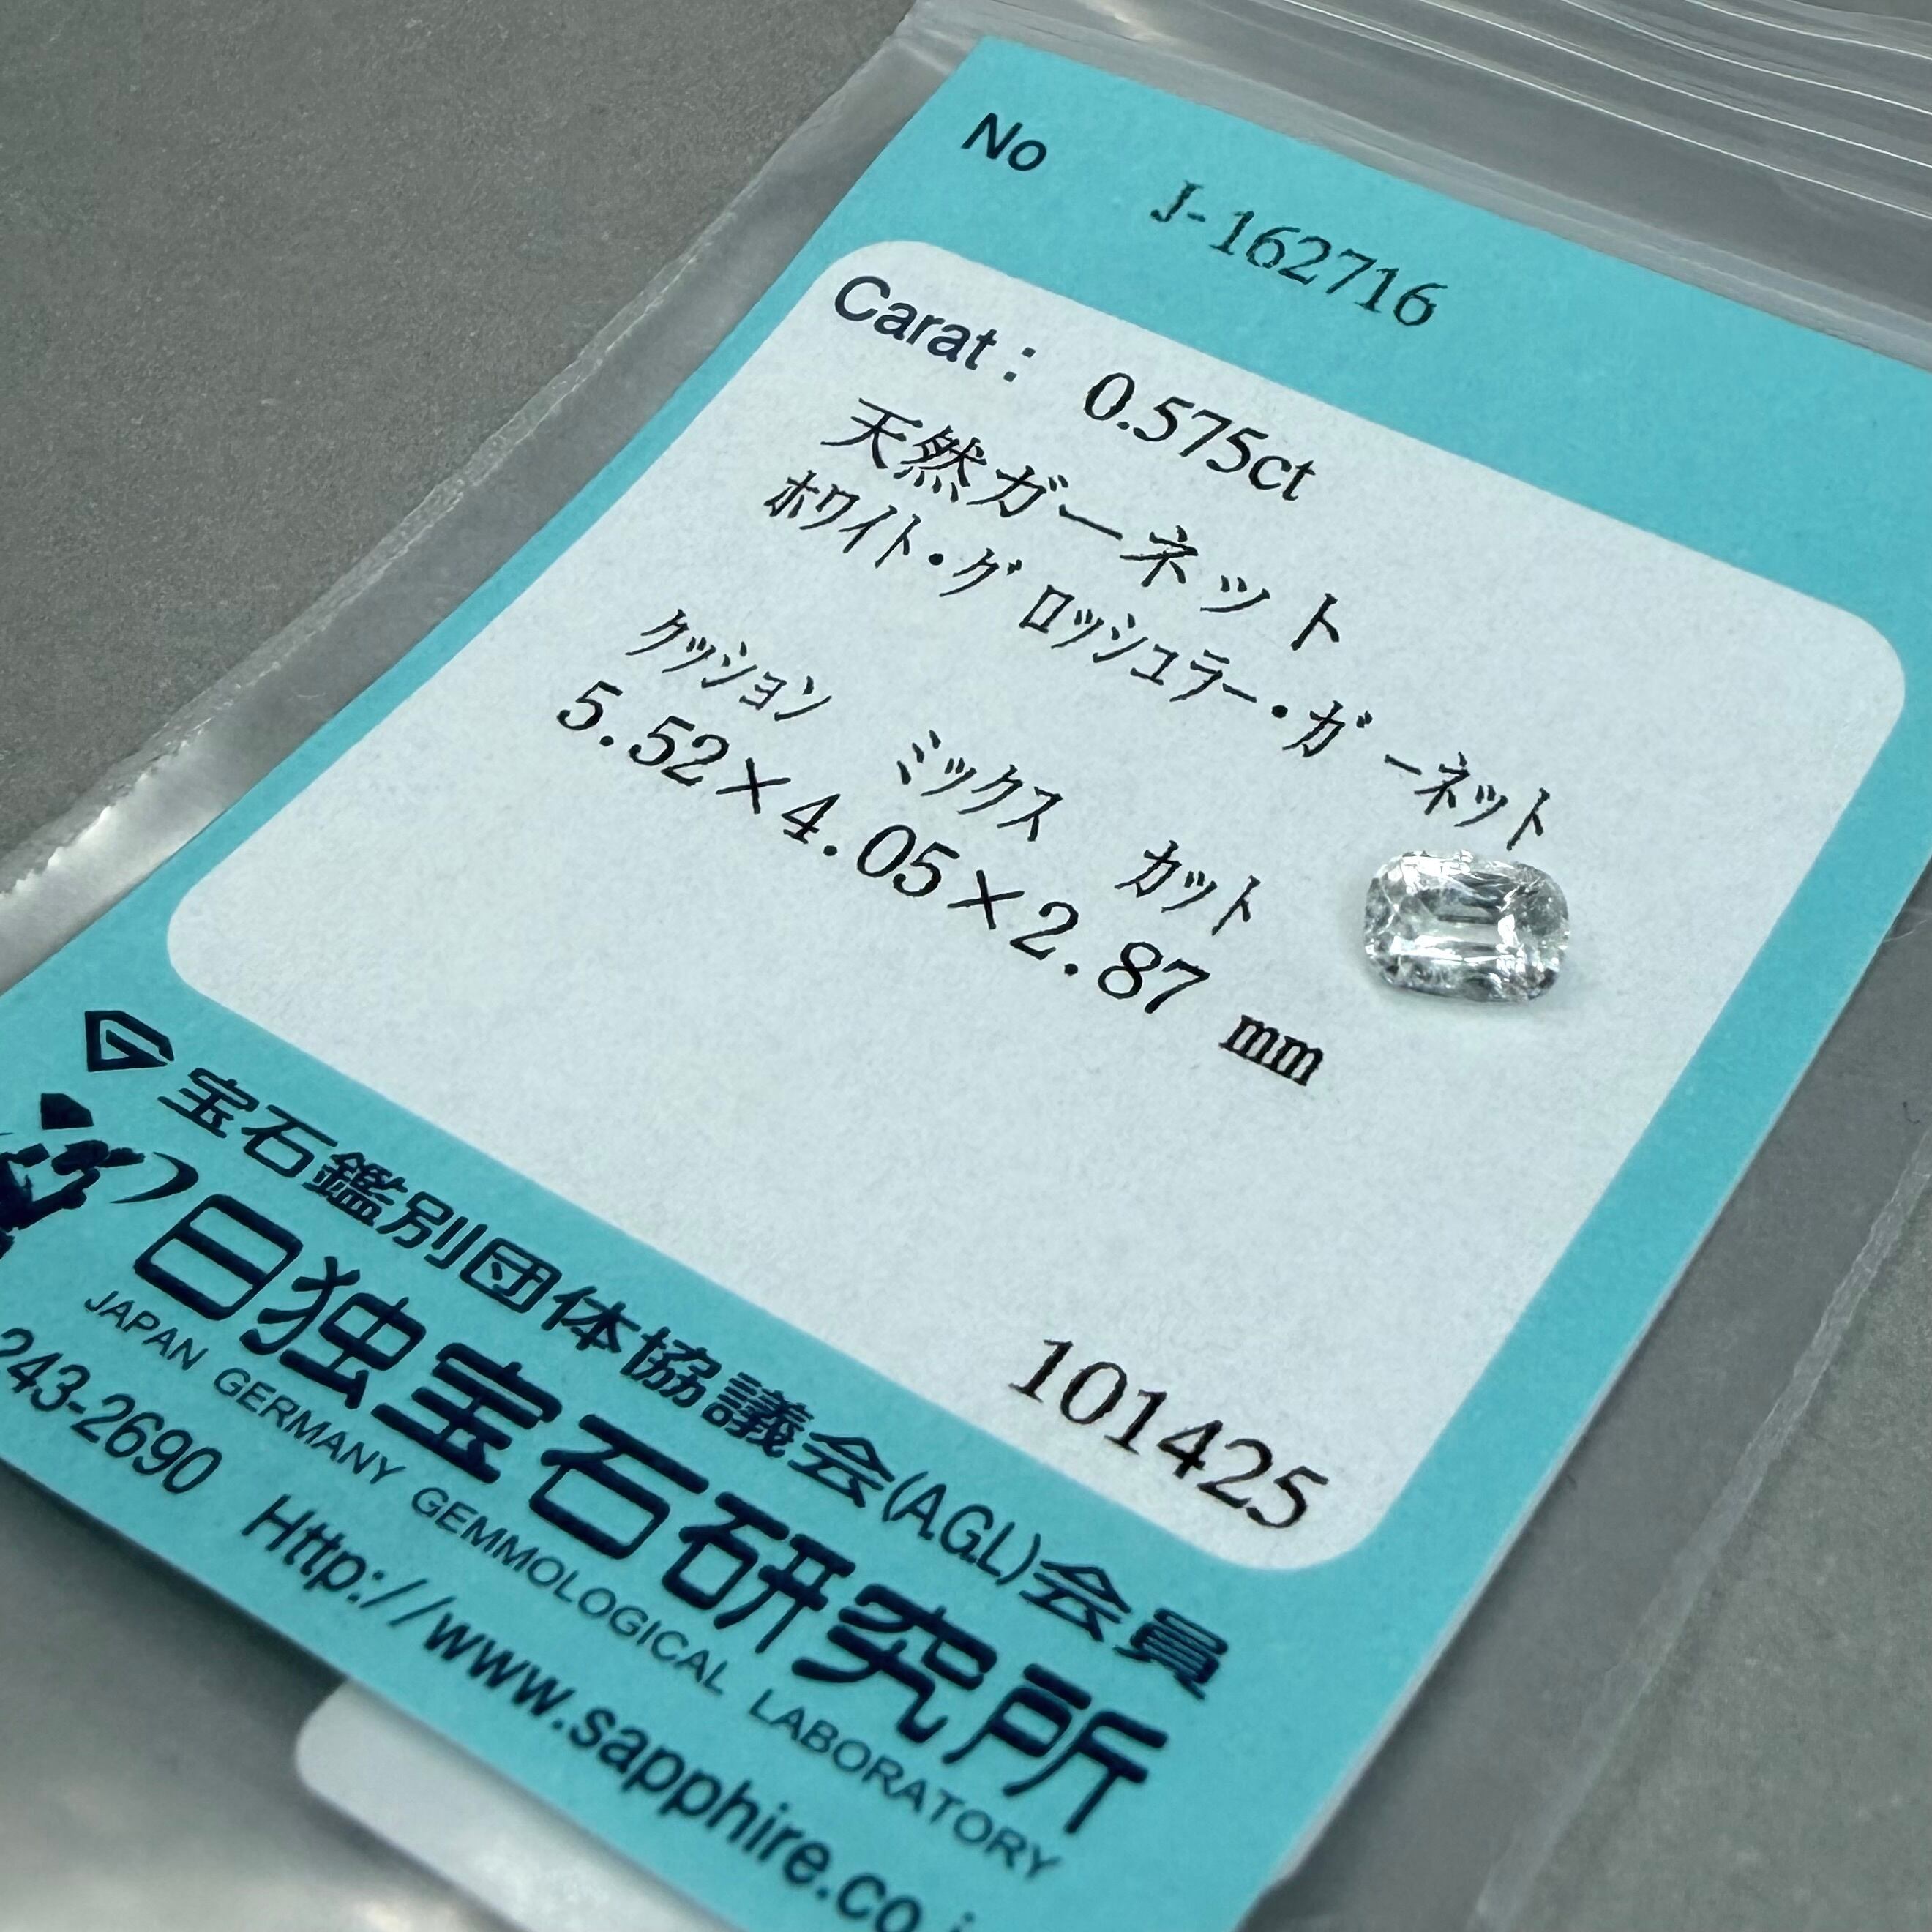 No J-162716
Carat: 0.575ct
天然ガーネット
ﾎﾜｲﾄ・ｸﾞﾛｯｼｭﾗｰ・ｶﾞｰﾈｯﾄ
ｸｯｼｮﾝ ﾐｯｸｽ ｶｯﾄ
5.52×4.05×2.87 mm
101425
宝石鑑別団体協議会(AGL)会員
日独宝石研究所
JAPAN GERMANY GEMMOLOGICAL LABORATORY
243-2690 Http://www.sapphire.co.